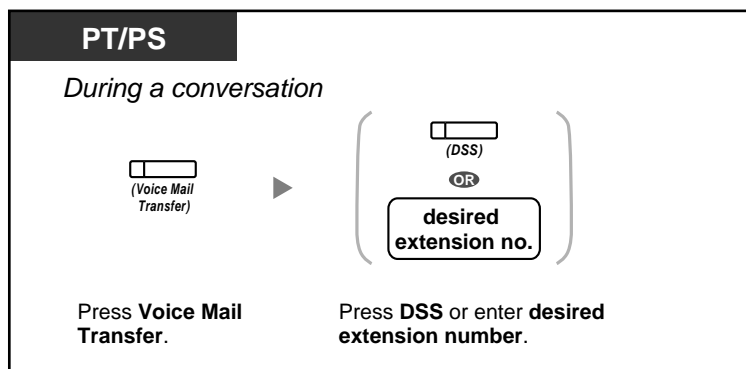 PT/PS
During a conversation
(Voice Mail
Transfer)
(DSS)
OR
desired
extension no.
Press Voice Mail
Transfer.
Press DSS or enter desired
extension number.